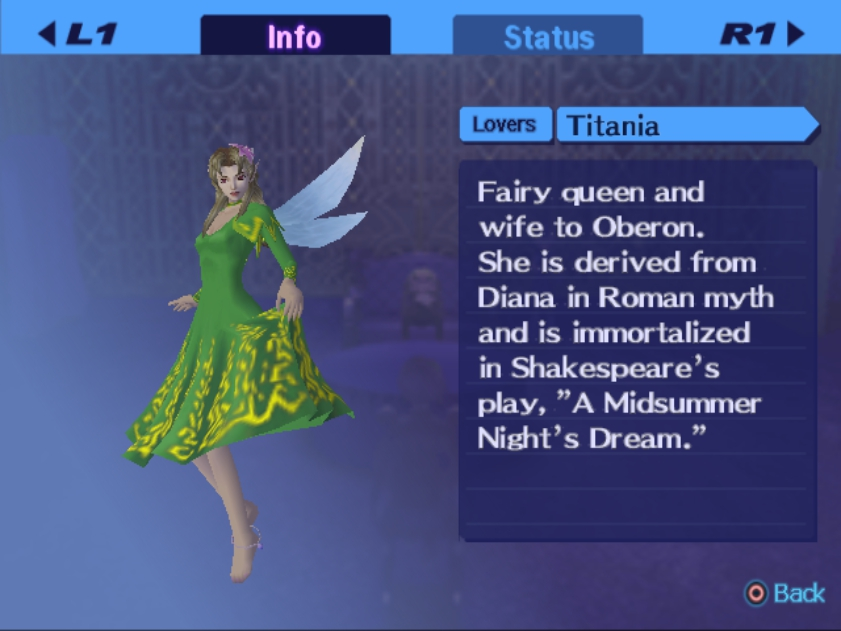 L1
Info
Status
R1
Lovers
Titania
Fairy queen and
wife to Oberon.
She is derived from
Diana in Roman myth
and is immortalized
in Shakespeare's
play, "A Midsummer
Night's Dream."
Back